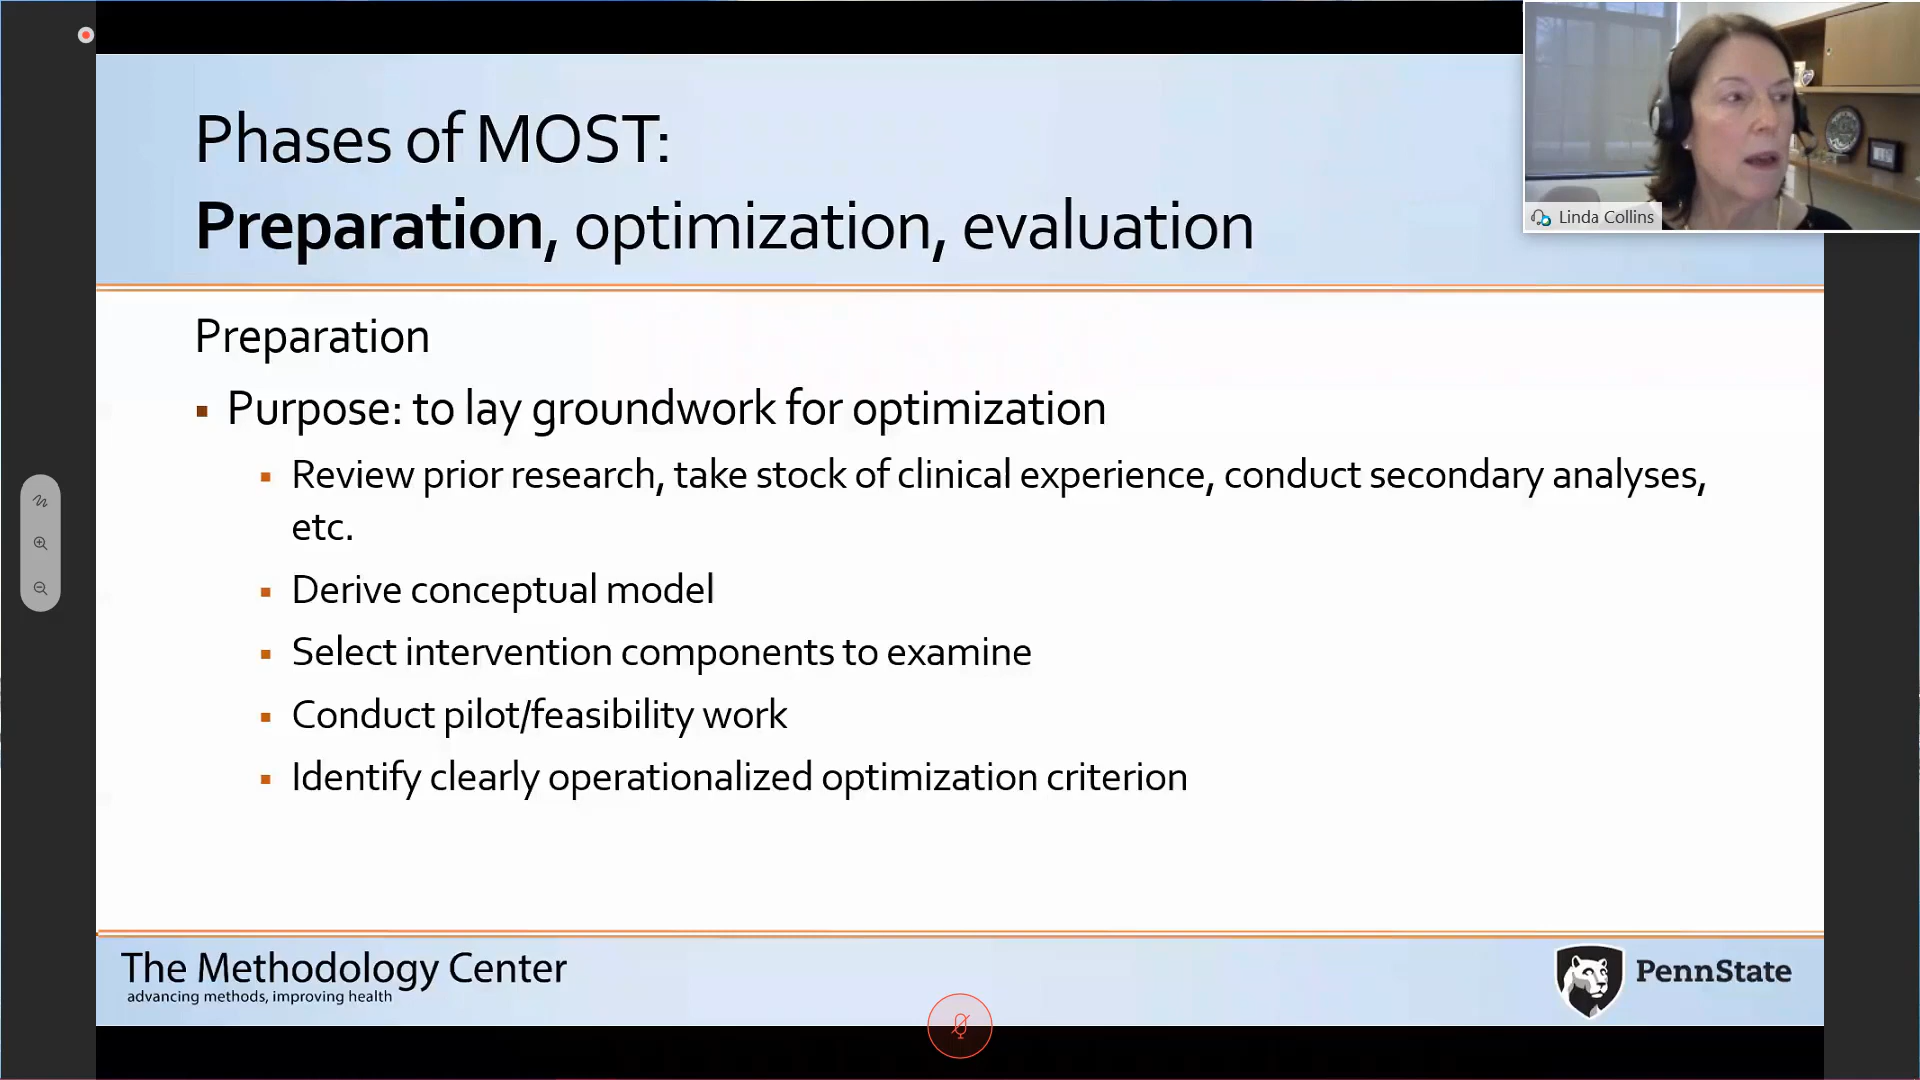 Phases of MOST:
Preparation, optimization, evaluation
Linda Collins
Preparation
Purpose: to lay groundwork for optimization
Review prior research, take stock of clinical experience, conduct secondary analyses,
etc.
Derive conceptual model
Select intervention components to examine
Conduct pilot/feasibility work
Identify clearly operationalized optimization criterion
The Methodology Center
advancing methods, improving health
PennState